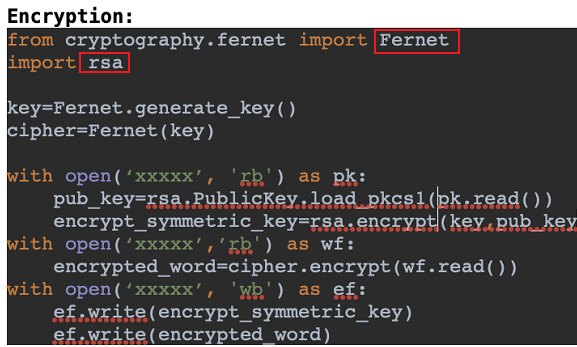 Encryption:
from cryptography.fernet import Fernet
import rsa
key=Fernet.generate_key()
cipher=Fernet(key)
with open(‘xxxxx’, 'rb') as pk:
    pub_key=rsa.PublicKey.load_pkcs1(pk.read())
    encrypt_symmetric_key=rsa.encrypt(key,pub_key
with open(‘xxxxx’,’rb') as wf:
    encrypted_word=cipher.encrypt(wf.read())
with open(‘xxxxx’, 'wb') as ef:
    ef.write(encrypt_symmetric_key)
    ef.write(encrypted_word)